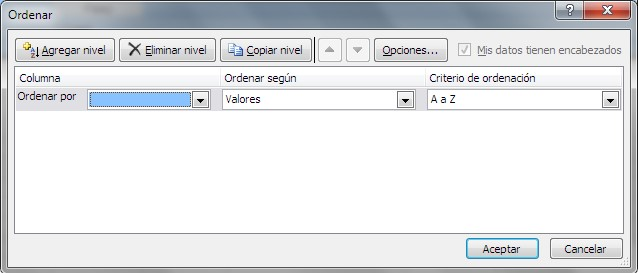 Ordenar
Agregar nivel Eliminar nivel Copiar nivel Opciones... Mis datos tienen encabezados
Columna Ordenar según Criterio de ordenación
Ordenar por Valores A a Z
Aceptar Cancelar